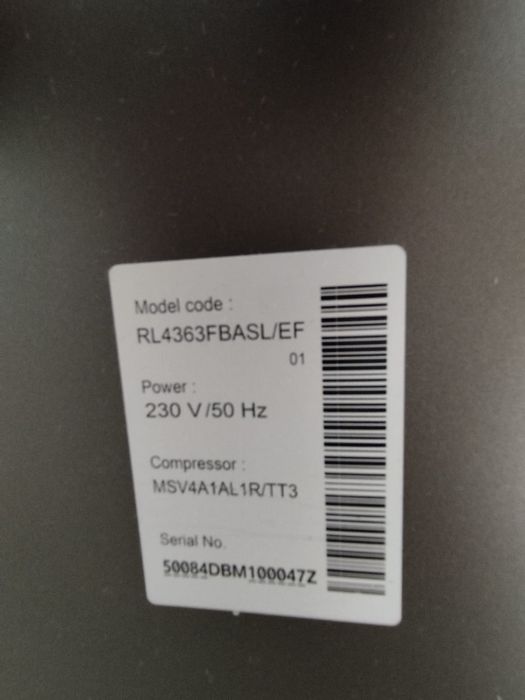 Model code :
RL4363FBASL/EF
01
Power :
230 V/50 Hz
Compressor :
MSV4A1AL1R/TT3
Serial No.
50084DBM100047Z